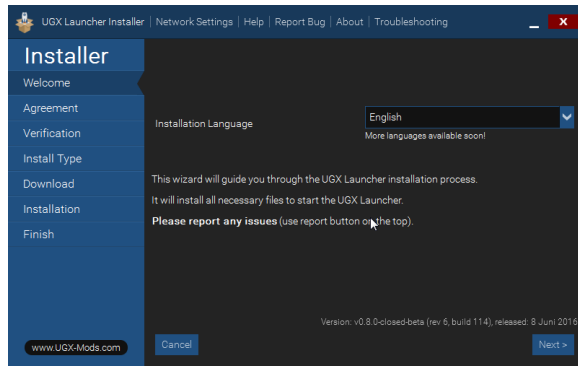 UGX Launcher Installer | Network Settings | Help | Report Bug | About | Troubleshooting
Installer
Welcome
Agreement
Verification
Install Type
Download
Installation
Finish
www.UGX-Mods.com
Installation Language
English
More languages available soon!
This wizard will guide you through the UGX Launcher installation process.
It will install all necessary files to start the UGX Launcher.
Please report any issues (use report button on the top).
Version: v0.8.0-closed-beta (rev 6, build 114), released: 8 Juni 2016
Cancel
Next >